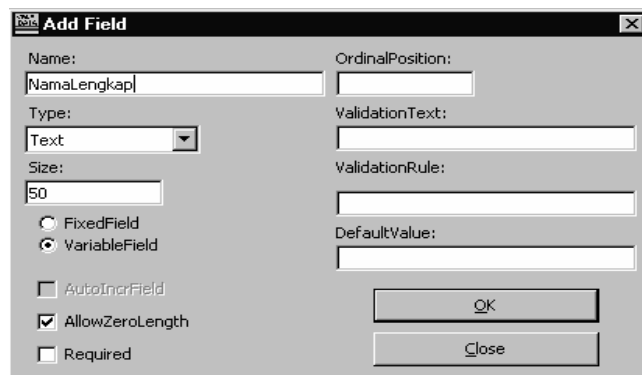 Add Field
Name:
NamaLengkap
Type:
Text
Size:
50
FixedField
VariableField
AutoIncrField
AllowZeroLength
Required
OrdinalPosition:
ValidationText:
ValidationRule:
DefaultValue:
OK
Close